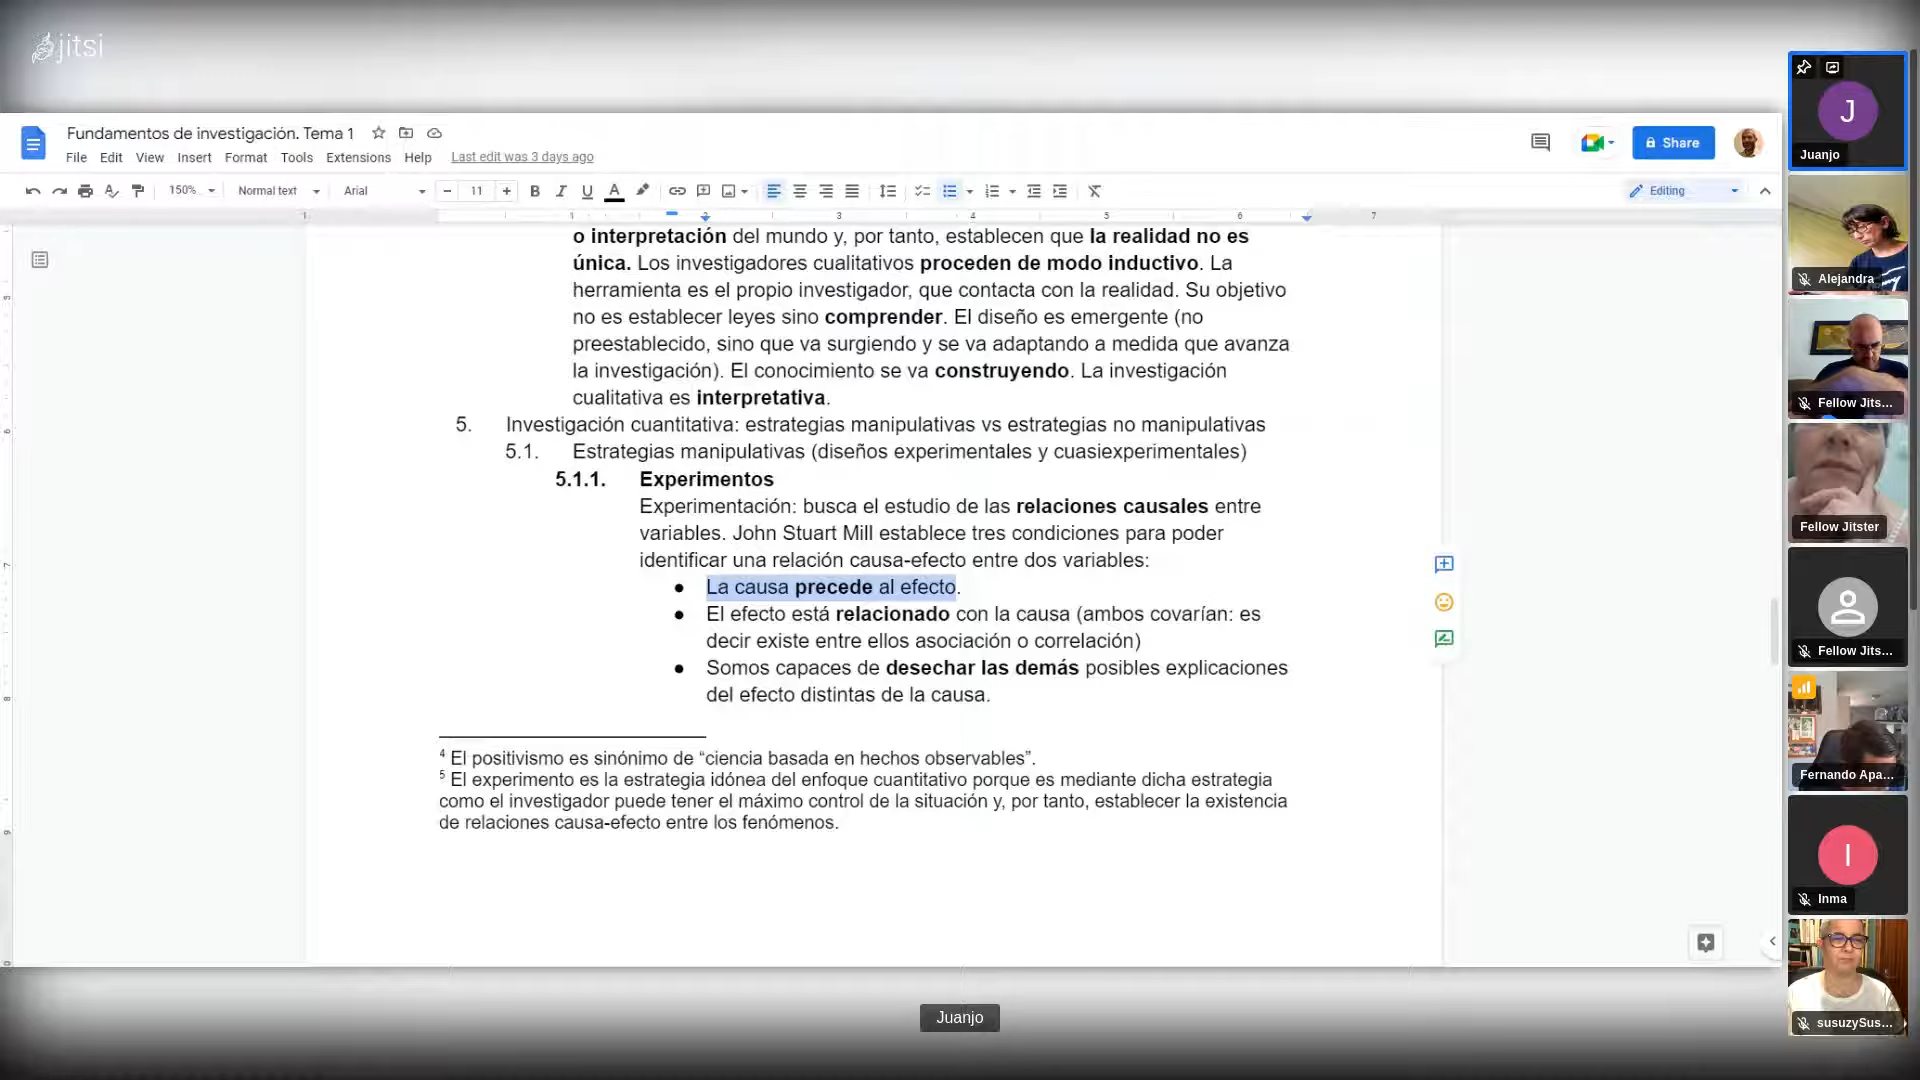 jitsi
Fundamentos de investigación. Tema 1
File Edit View Insert Format Tools Extensions Help Last edit was 3 days ago
Share
150% Normal text Arial 11 B I U A Editing
1 1 2 3 4 5 6 7
o interpretación del mundo y, por tanto, establecen que la realidad no es
única. Los investigadores cualitativos proceden de modo inductivo. La
herramienta es el propio investigador, que contacta con la realidad. Su objetivo
no es establecer leyes sino comprender. El diseño es emergente (no
preestablecido, sino que va surgiendo y se va adaptando a medida que avanza
la investigación). El conocimiento se va construyendo. La investigación
cualitativa es interpretativa.
5. Investigación cuantitativa: estrategias manipulativas vs estrategias no manipulativas
5.1. Estrategias manipulativas (diseños experimentales y cuasiexperimentales)
5.1.1. Experimentos
Experimentación: busca el estudio de las relaciones causales entre
variables. John Stuart Mill establece tres condiciones para poder
identificar una relación causa-efecto entre dos variables:
● La causa precede al efecto.
● El efecto está relacionado con la causa (ambos covarían: es
decir existe entre ellos asociación o correlación)
● Somos capaces de desechar las demás posibles explicaciones
del efecto distintas de la causa.
4 El positivismo es sinónimo de “ciencia basada en hechos observables”.
5 El experimento es la estrategia idónea del enfoque cuantitativo porque es mediante dicha estrategia
como el investigador puede tener el máximo control de la situación y, por tanto, establecer la existencia
de relaciones causa-efecto entre los fenómenos.
Juanjo
J
Juanjo
Alejandra
Fellow Jits...
Fellow Jitster
Fellow Jits...
Fernando Apa...
I
Inma
susuzySus...